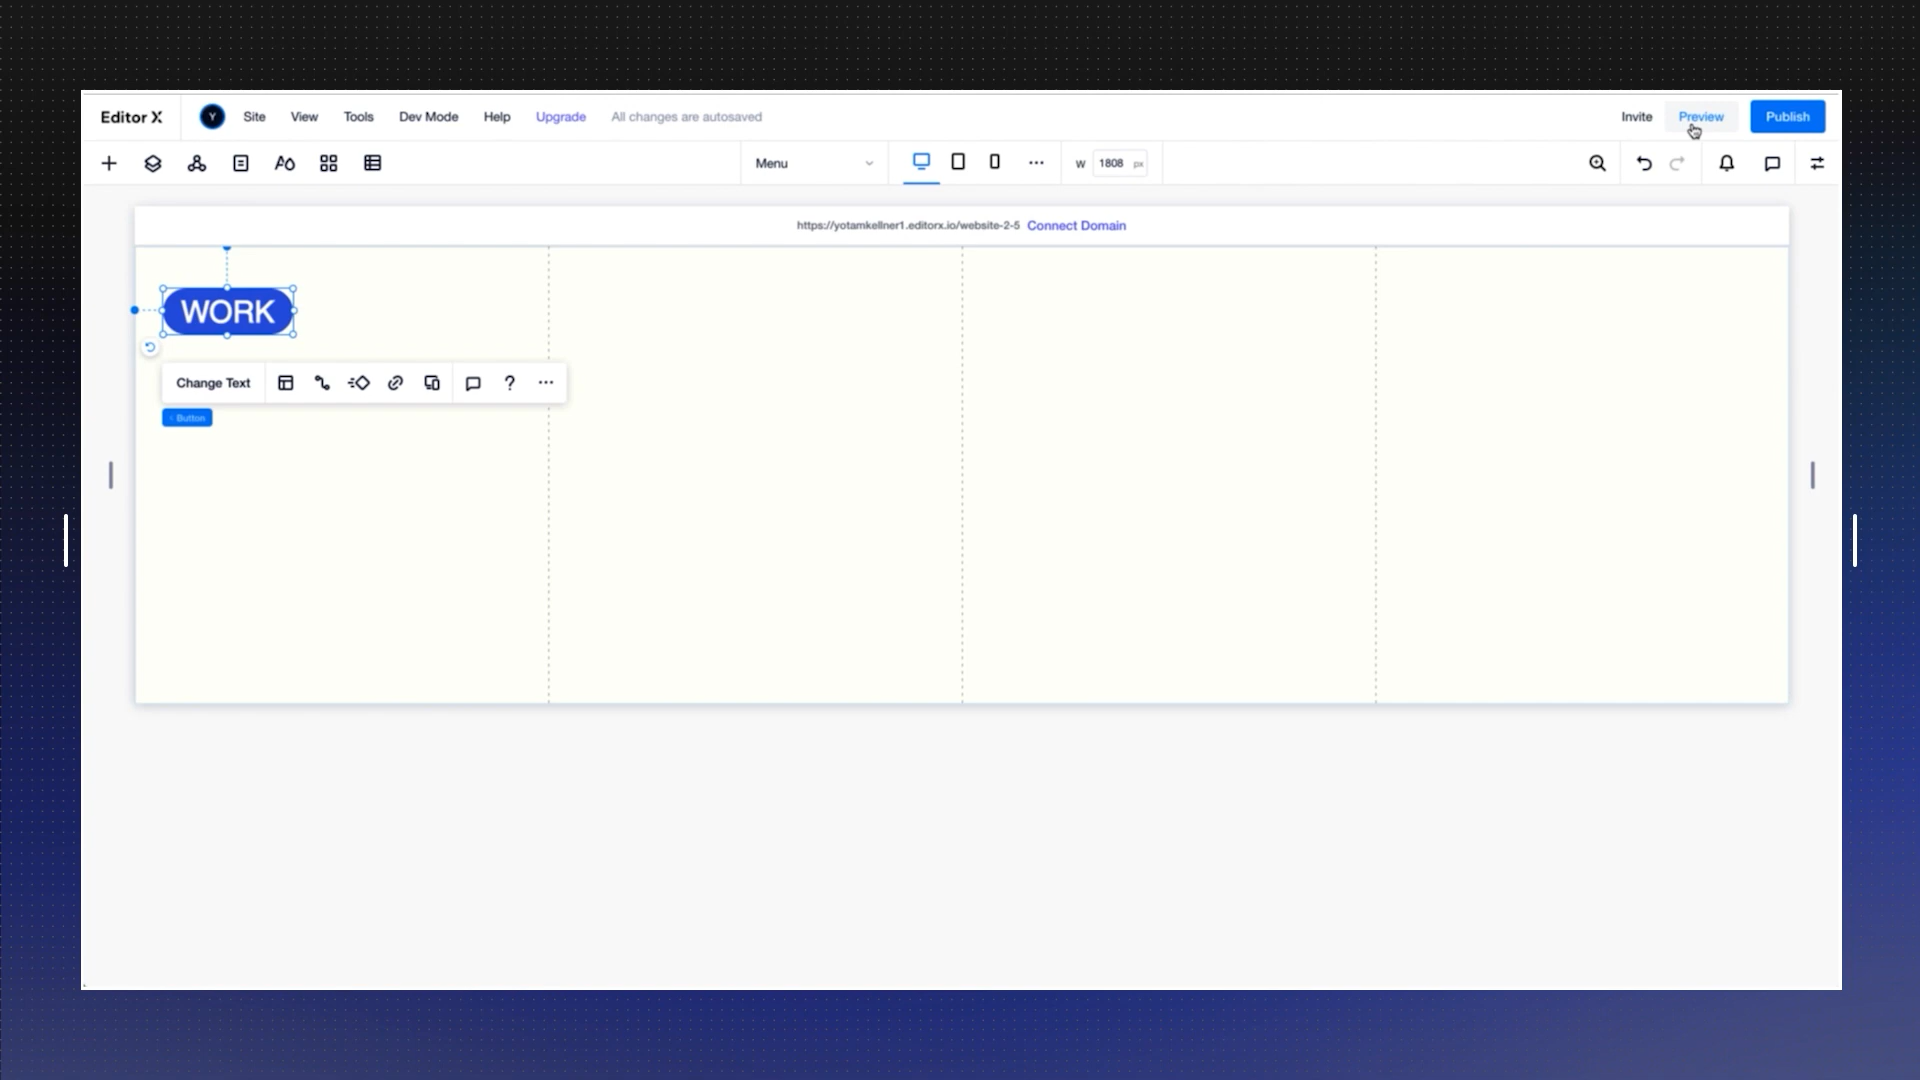 Editor X
Y
Site
View
Tools
Dev Mode
Help
Upgrade
All changes are autosaved
Invite
Preview
Publish
Menu
W 1808 px
https://yotamkellner1.editorx.io/website-2-5 Connect Domain
WORK
Change Text
?
‹ Button